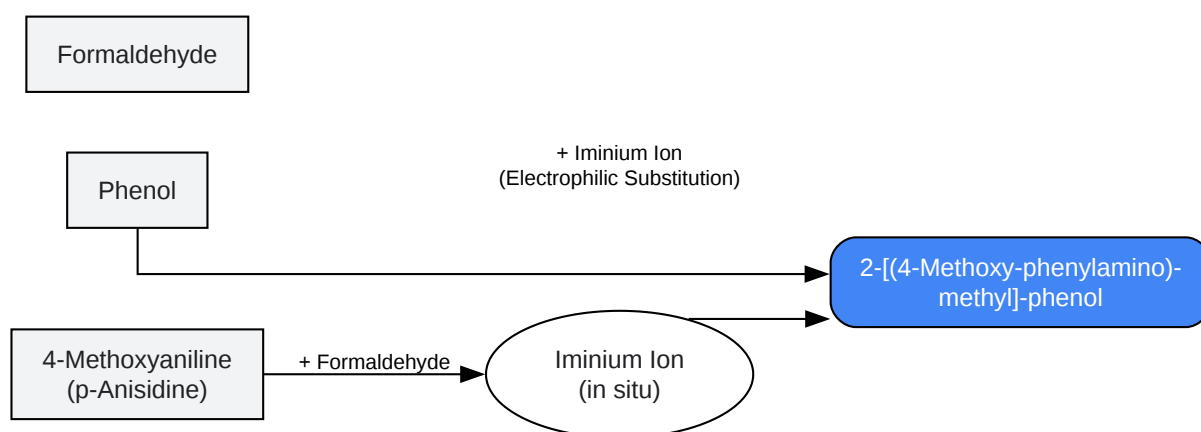 Formaldehyde
Phenol
+ Iminium Ion
(Electrophilic Substitution)
2-[(4-Methoxy-phenylamino)-
methyl]-phenol
4-Methoxyaniline
(p-Anisidine)
+ Formaldehyde
Iminium Ion
(in situ)